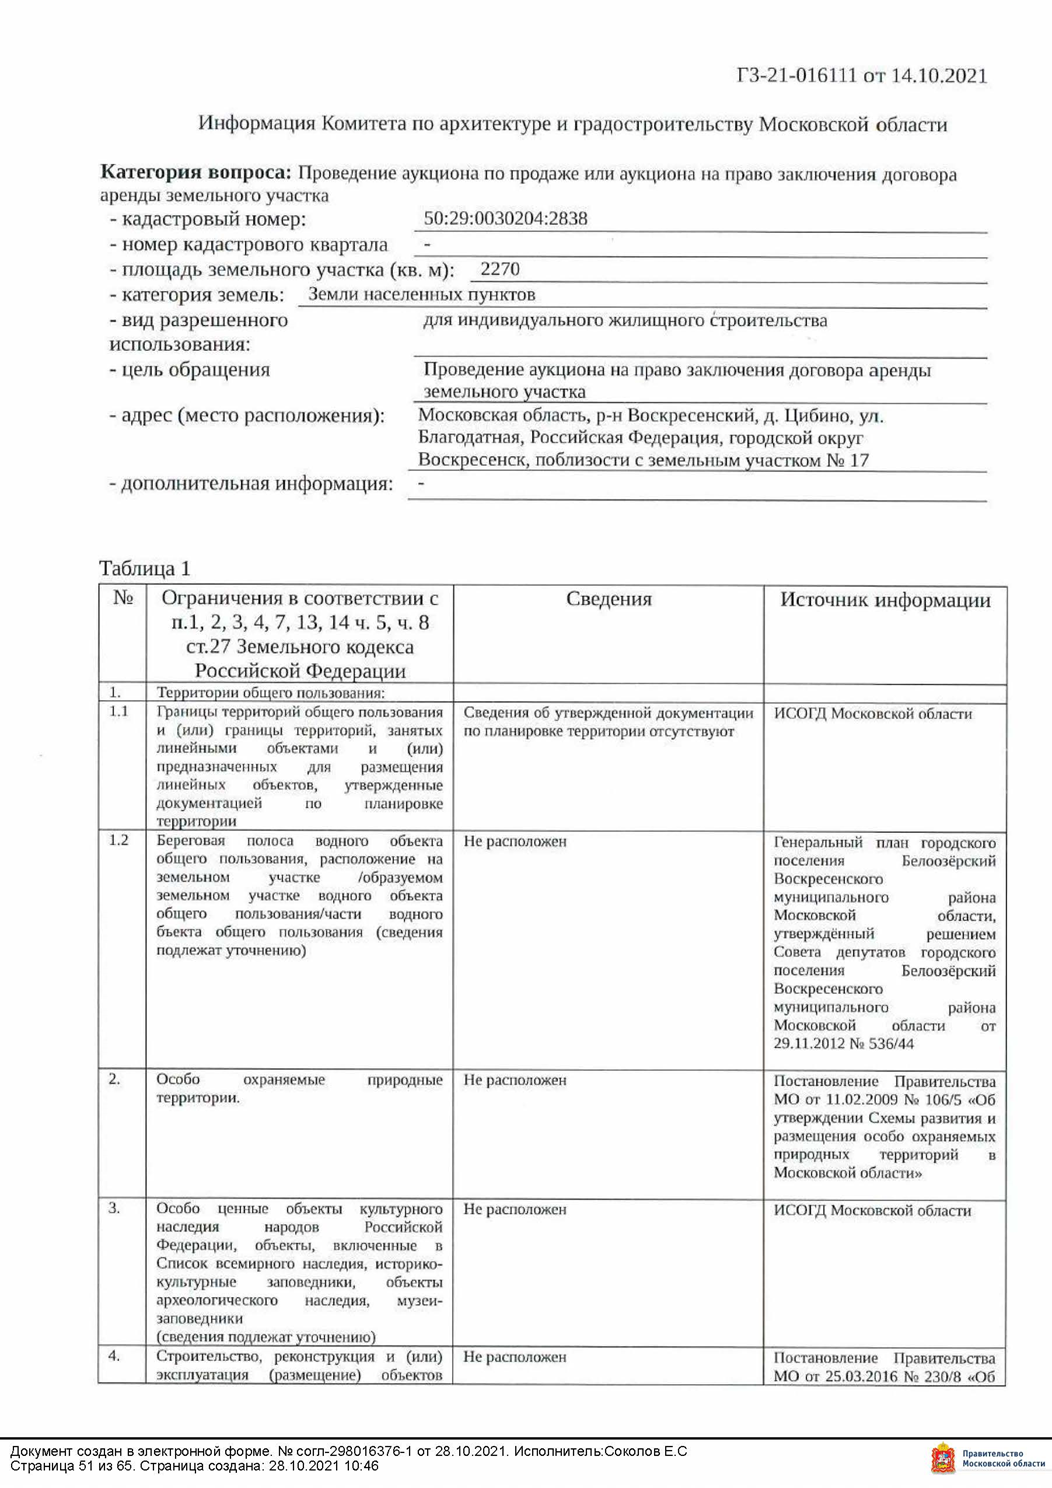 ГЗ-21-016111 от 14.10.2021
Информация Комитета по архитектуре и градостроительству Московской области
Категория вопроса: Проведение аукциона по продаже или аукциона на право заключения договора
аренды земельного участка
- кадастровый номер: 50:29:0030204:2838
- номер кадастрового квартала -
- площадь земельного участка (кв. м): 2270
- категория земель: Земли населенных пунктов
- вид разрешенного для индивидуального жилищного строительства
использования:
- цель обращения Проведение аукциона на право заключения договора аренды
земельного участка
- адрес (место расположения): Московская область, р-н Воскресенский, д. Цибино, ул.
Благодатная, Российская Федерация, городской округ
Воскресенск, поблизости с земельным участком № 17
- дополнительная информация: -
Таблица 1
№ Ограничения в соответствии с Сведения Источник информации
п.1, 2, 3, 4, 7, 13, 14 ч. 5, ч. 8
ст.27 Земельного кодекса
Российской Федерации
1. Территории общего пользования:
1.1 Границы территорий общего пользования Сведения об утвержденной документации ИСОГД Московской области
и (или) границы территорий, занятых по планировке территории отсутствуют
линейными объектами и (или)
предназначенных для размещения
линейных объектов, утвержденные
документацией по планировке
территории
1.2 Береговая полоса водного объекта Не расположен Генеральный план городского
общего пользования, расположение на поселения Белоозёрский
земельном участке /образуемом Воскресенского
земельном участке водного объекта муниципального района
общего пользования/части водного Московской области,
бъекта общего пользования (сведения утверждённый решением
подлежат уточнению) Совета депутатов городского
поселения Белоозёрский
Воскресенского
муниципального района
Московской области от
29.11.2012 № 536/44
2. Особо охраняемые природные Не расположен Постановление Правительства
территории. МО от 11.02.2009 № 106/5 «Об
утверждении Схемы развития и
размещения особо охраняемых
природных территорий в
Московской области»
3. Особо ценные объекты культурного Не расположен ИСОГД Московской области
наследия народов Российской
Федерации, объекты, включенные в
Список всемирного наследия, историко-
культурные заповедники, объекты
археологического наследия, музеи-
заповедники
(сведения подлежат уточнению)
4. Строительство, реконструкция и (или) Не расположен Постановление Правительства
эксплуатация (размещение) объектов МО от 25.03.2016 № 230/8 «Об
Документ создан в электронной форме. № согл-298016376-1 от 28.10.2021. Исполнитель:Соколов Е.С
Страница 51 из 65. Страница создана: 28.10.2021 10:46
Правительство
Московской области